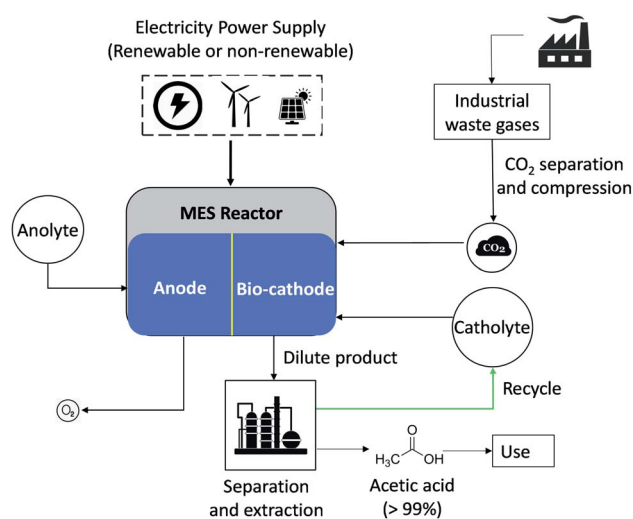 Electricity Power Supply
(Renewable or non-renewable)
Industrial
waste gases
CO₂ separation
and compression
Anolyte
MES Reactor
CO₂
Anode
Bio-cathode
Catholyte
Dilute product
Recycle
O₂
O
H₃C
OH
Use
Separation
and extraction
Acetic acid
(> 99%)